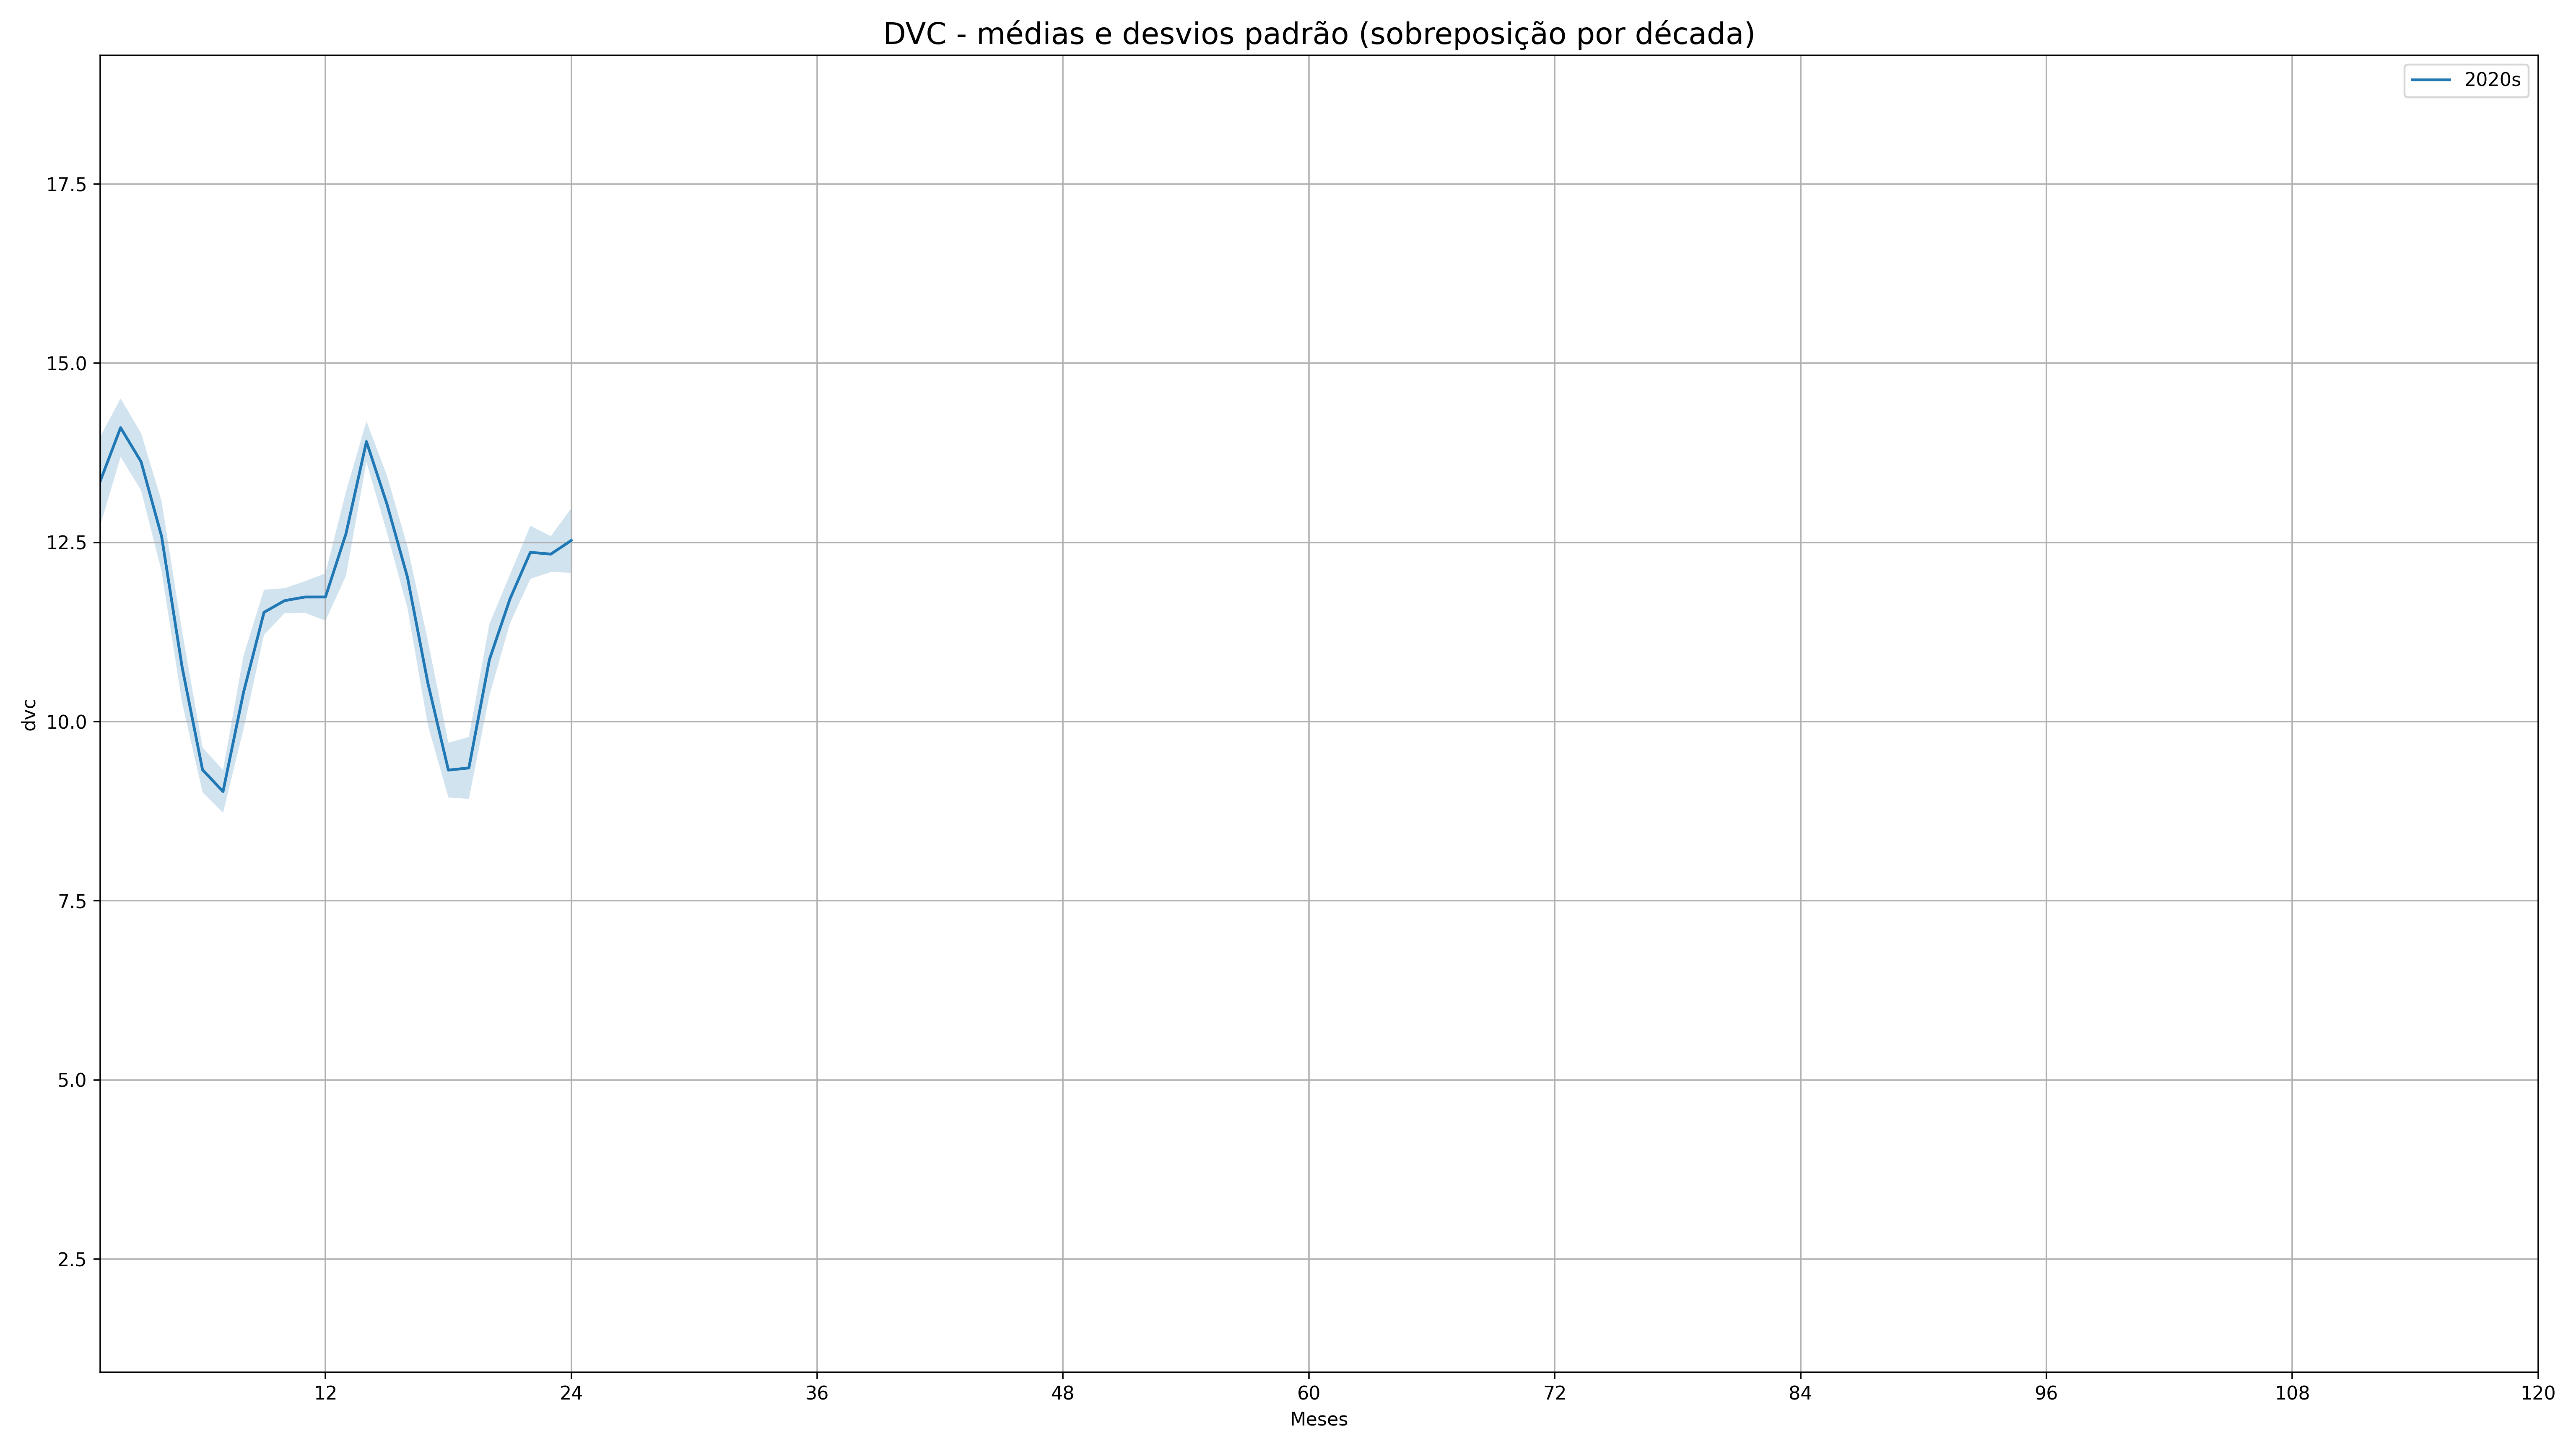 DVC - médias e desvios padrão (sobreposição por década)
2020s
17.5
15.0
12.5
10.0
7.5
5.0
2.5
dvc
12 24 36 48 60 72 84 96 108 120
Meses